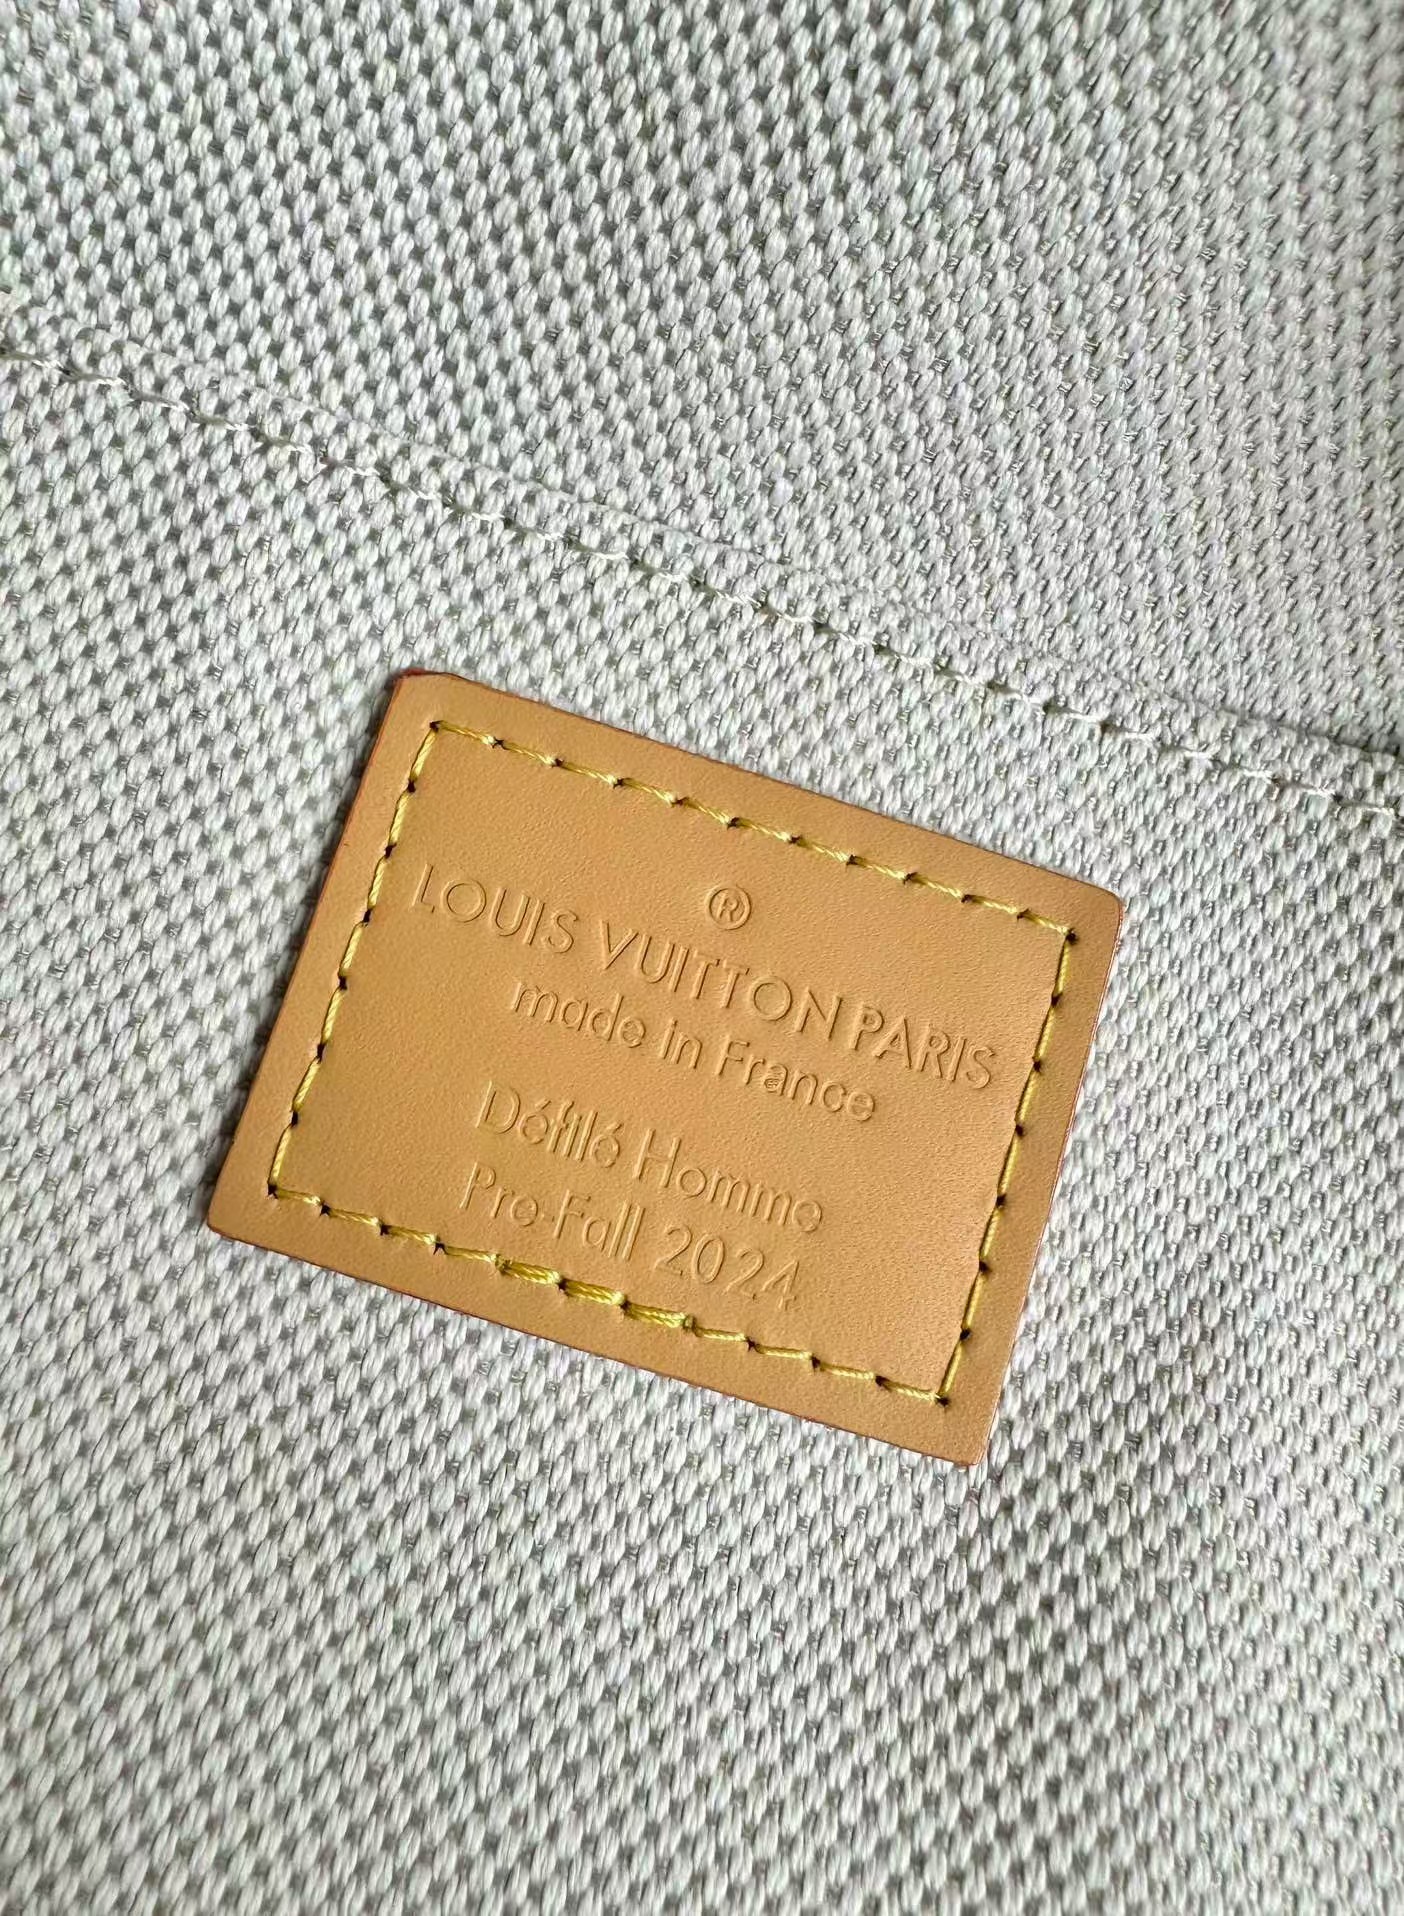 ®
LOUIS VUITTON PARIS
made in France
Défilé Homme
Pre-Fall 2024